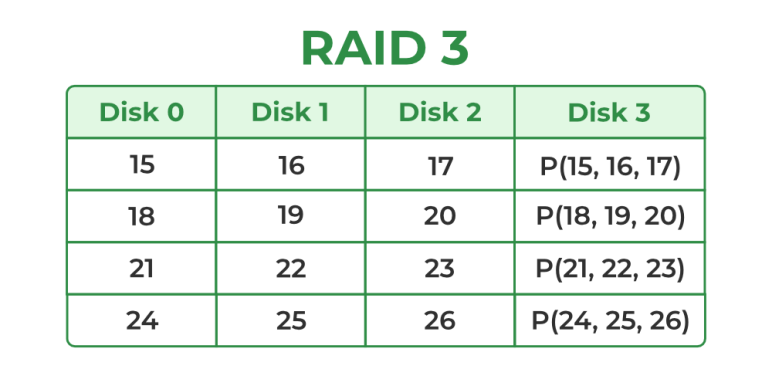 RAID 3
Disk 0 Disk 1 Disk 2 Disk 3
15 16 17 P(15, 16, 17)
18 19 20 P(18, 19, 20)
21 22 23 P(21, 22, 23)
24 25 26 P(24, 25, 26)